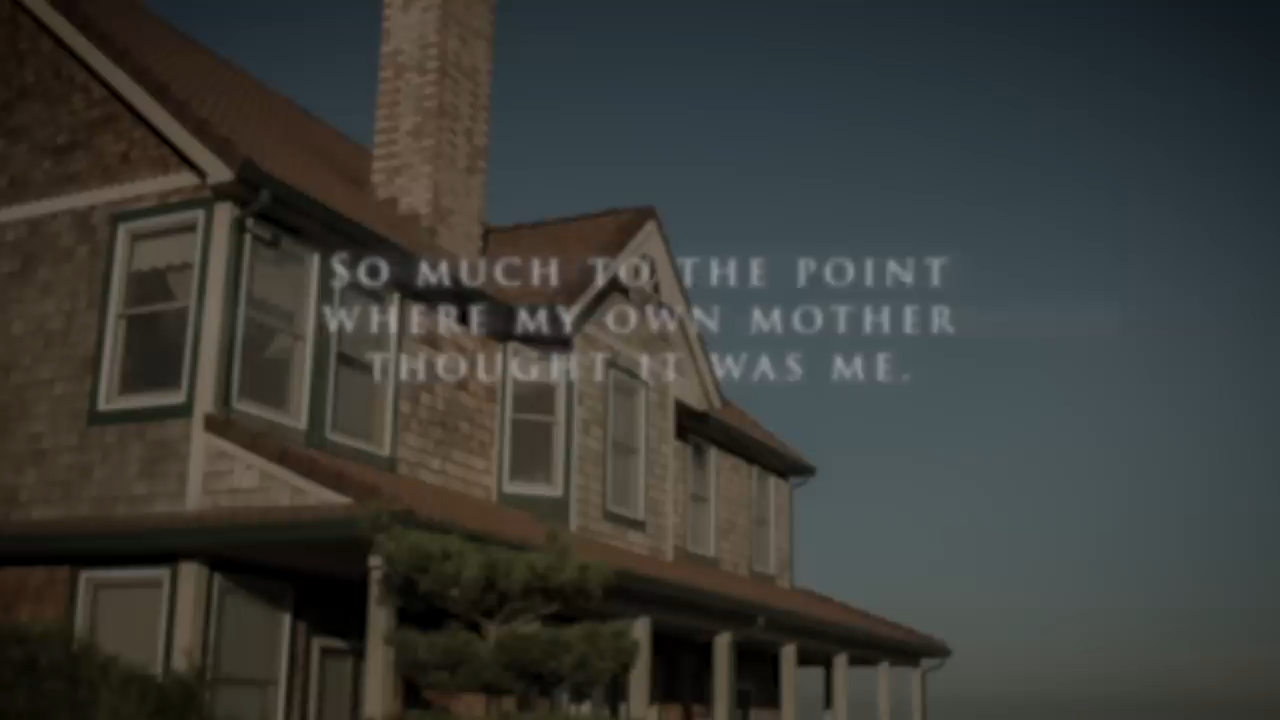 So much to the point
where my own mother
thought it was me.